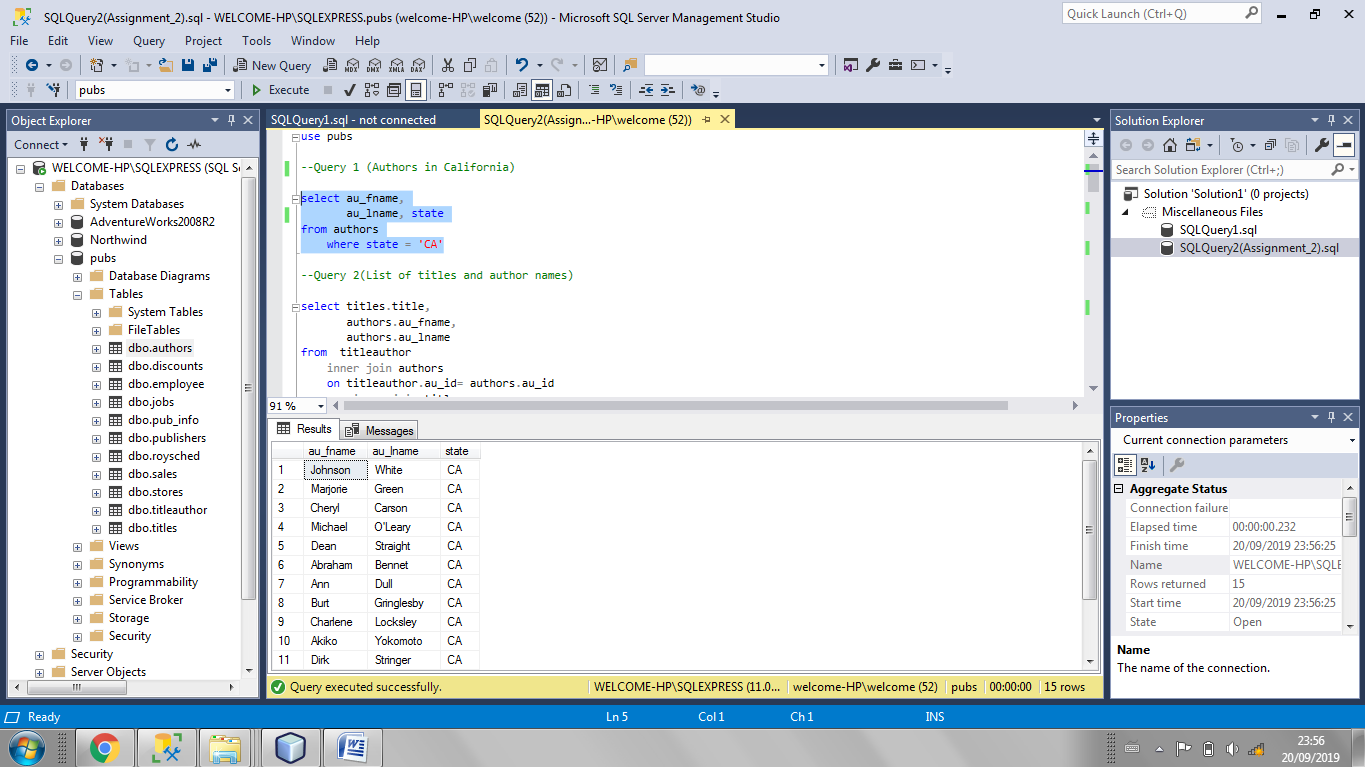 SQLQuery2(Assignment_2).sql - WELCOME-HP\SQLEXPRESS.pubs (welcome-HP\welcome (52)) - Microsoft SQL Server Management Studio
Quick Launch (Ctrl+Q)
File Edit View Query Project Tools Window Help
New Query MDX DMX XMLA DAX
pubs Execute
Object Explorer
Connect
WELCOME-HP\SQLEXPRESS (SQL S
Databases
System Databases
AdventureWorks2008R2
Northwind
pubs
Database Diagrams
Tables
System Tables
FileTables
dbo.authors
dbo.discounts
dbo.employee
dbo.jobs
dbo.pub_info
dbo.publishers
dbo.roysched
dbo.sales
dbo.stores
dbo.titleauthor
dbo.titles
Views
Synonyms
Programmability
Service Broker
Storage
Security
Security
Server Objects
SQLQuery1.sql - not connected
SQLQuery2(Assign...-HP\welcome (52))
use pubs
--Query 1 (Authors in California)
select au_fname,
au_lname, state
from authors
where state = 'CA'
--Query 2(List of titles and author names)
select titles.title,
authors.au_fname,
authors.au_lname
from titleauthor
inner join authors
on titleauthor.au_id= authors.au_id
91 %
Results Messages
au_fname au_lname state
1 Johnson White CA
2 Marjorie Green CA
3 Cheryl Carson CA
4 Michael O'Leary CA
5 Dean Straight CA
6 Abraham Bennet CA
7 Ann Dull CA
8 Burt Gringlesby CA
9 Charlene Locksley CA
10 Akiko Yokomoto CA
11 Dirk Stringer CA
Query executed successfully. WELCOME-HP\SQLEXPRESS (11.0... welcome-HP\welcome (52) pubs 00:00:00 15 rows
Solution Explorer
Search Solution Explorer (Ctrl+;)
Solution 'Solution1' (0 projects)
Miscellaneous Files
SQLQuery1.sql
SQLQuery2(Assignment_2).sql
Properties
Current connection parameters
Aggregate Status
Connection failure
Elapsed time 00:00:00.232
Finish time 20/09/2019 23:56:25
Name WELCOME-HP\SQLE
Rows returned 15
Start time 20/09/2019 23:56:25
State Open
Name
The name of the connection.
Ready Ln 5 Col 1 Ch 1 INS
23:56
20/09/2019